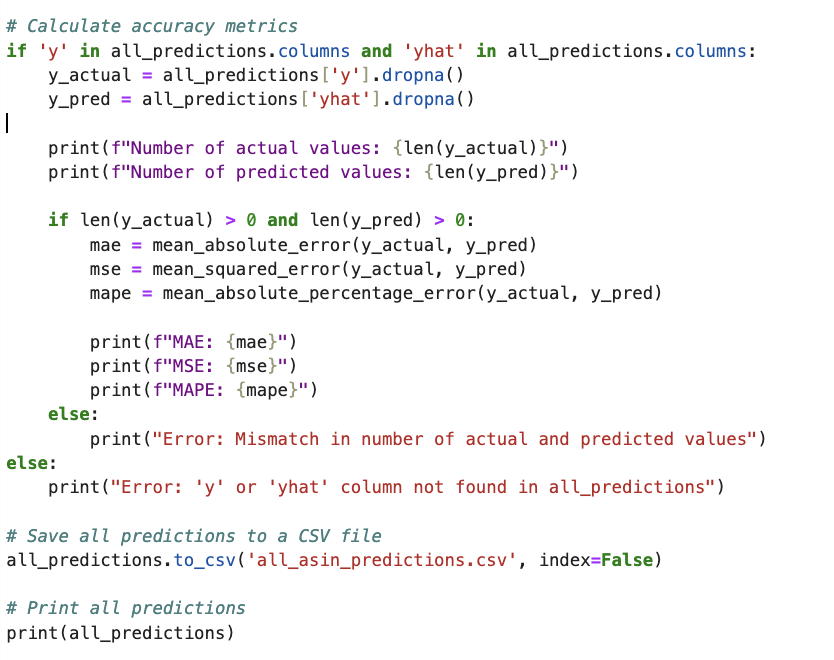 # Calculate accuracy metrics
if 'y' in all_predictions.columns and 'yhat' in all_predictions.columns:
    y_actual = all_predictions['y'].dropna()
    y_pred = all_predictions['yhat'].dropna()

    print(f"Number of actual values: {len(y_actual)}")
    print(f"Number of predicted values: {len(y_pred)}")

    if len(y_actual) > 0 and len(y_pred) > 0:
        mae = mean_absolute_error(y_actual, y_pred)
        mse = mean_squared_error(y_actual, y_pred)
        mape = mean_absolute_percentage_error(y_actual, y_pred)

        print(f"MAE: {mae}")
        print(f"MSE: {mse}")
        print(f"MAPE: {mape}")
    else:
        print("Error: Mismatch in number of actual and predicted values")
else:
    print("Error: 'y' or 'yhat' column not found in all_predictions")

# Save all predictions to a CSV file
all_predictions.to_csv('all_asin_predictions.csv', index=False)

# Print all predictions
print(all_predictions)